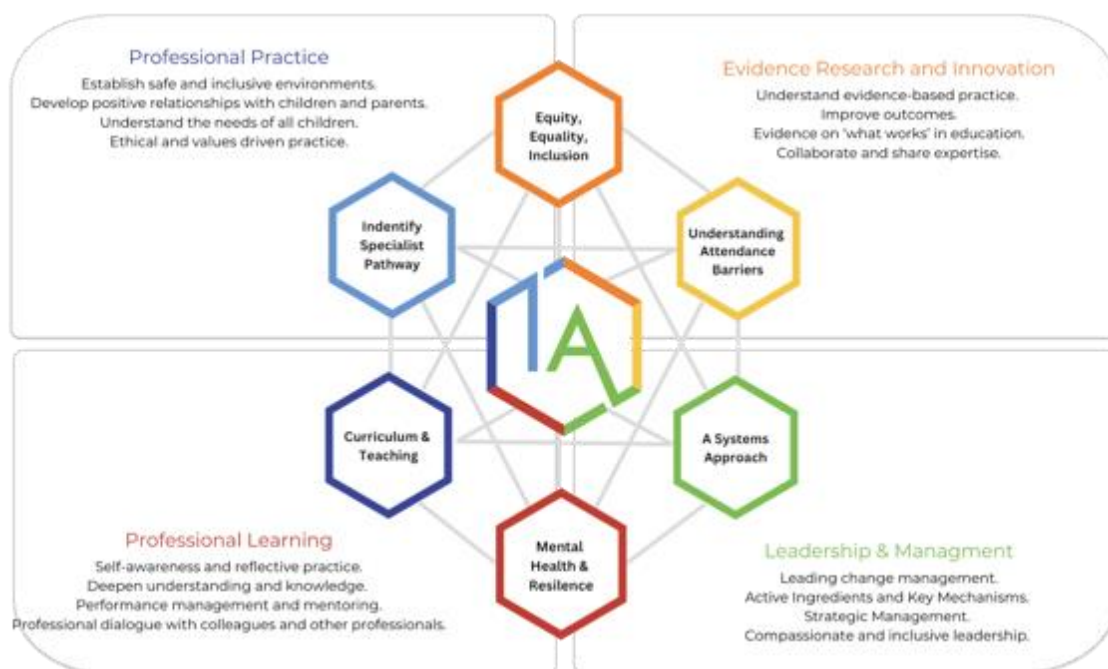 Professional Practice
Establish safe and inclusive environments.
Develop positive relationships with children and parents.
Understand the needs of all children.
Ethical and values driven practice.
Evidence Research and Innovation
Understand evidence-based practice.
Improve outcomes.
Evidence on 'what works' in education.
Collaborate and share expertise.
Equity,
Equality,
Inclusion
Indentify
Specialist
Pathway
Understanding
Attendance
Barriers
1A
Curriculum &
Teaching
A Systems
Approach
Mental
Health &
Resilence
Professional Learning
Self-awareness and reflective practice.
Deepen understanding and knowledge.
Performance management and mentoring.
Professional dialogue with colleagues and other professionals.
Leadership & Managment
Leading change management.
Active Ingredients and Key Mechanisms.
Strategic Management.
Compassionate and inclusive leadership.